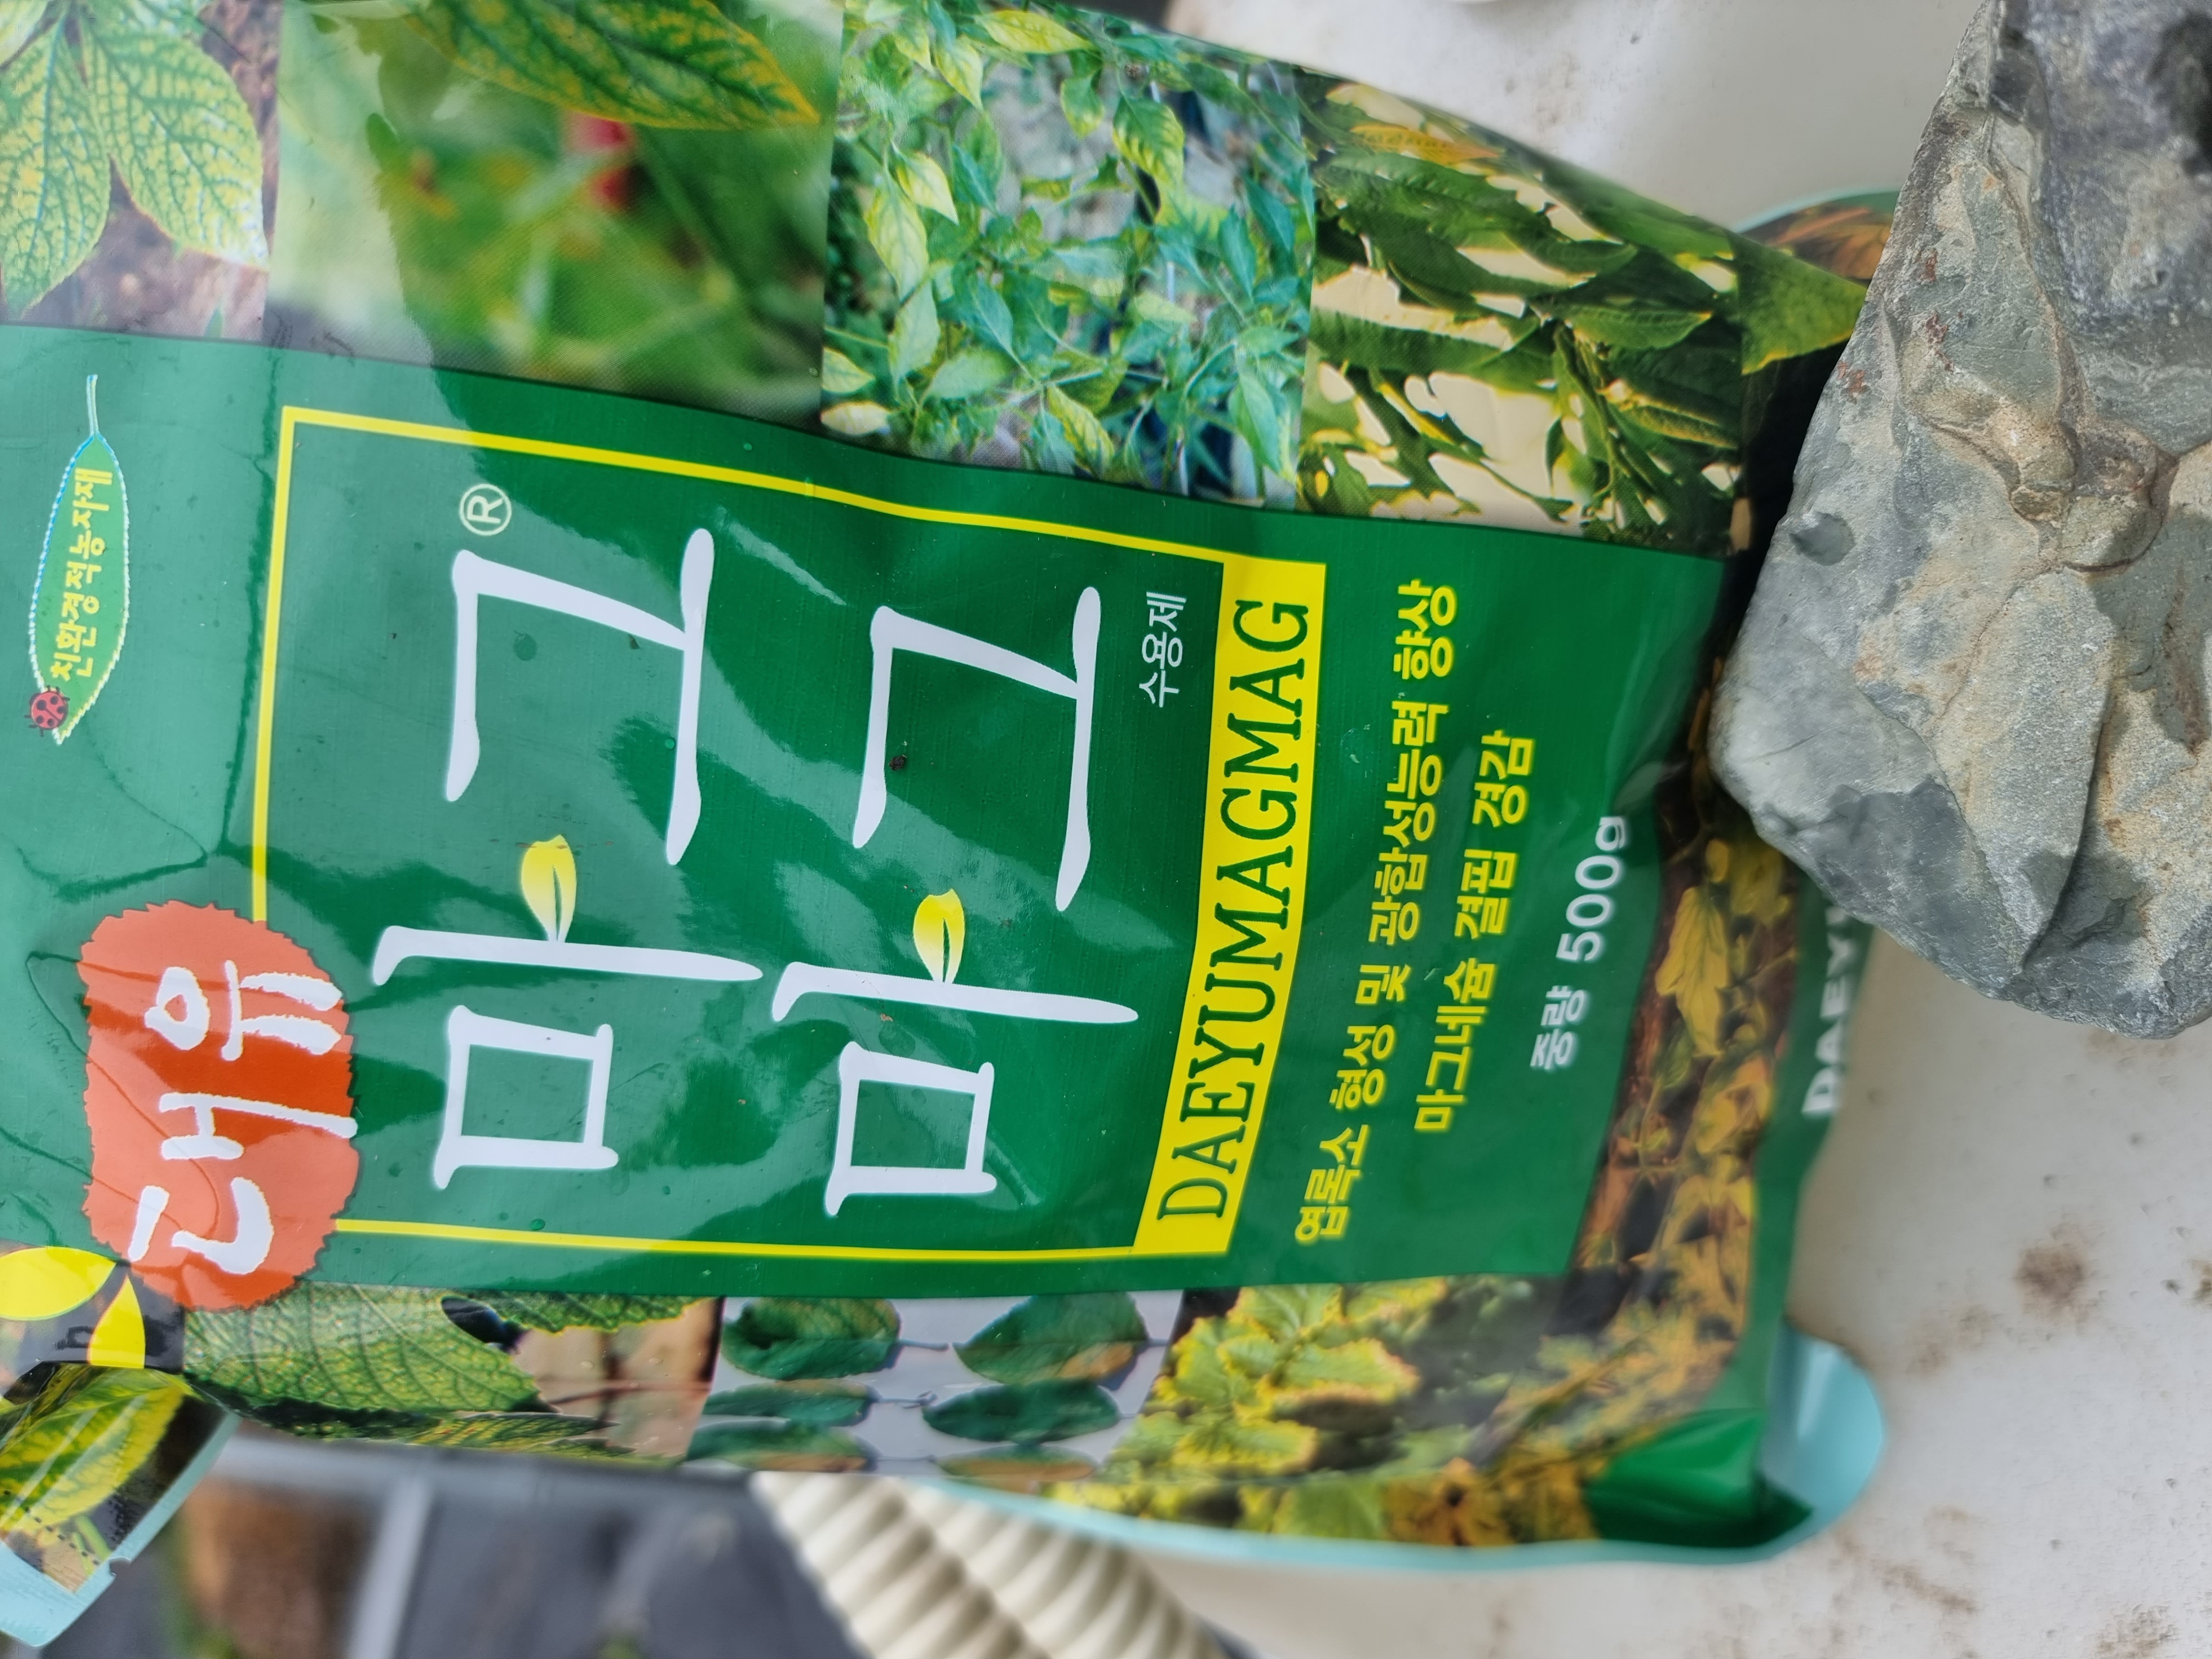 친환경적농자재
대유
마그
마그
®
수용제
DAEYUMAGMAG
엽록소 형성 및 광합성능력 향상
마그네슘 결핍 경감
중량 500g